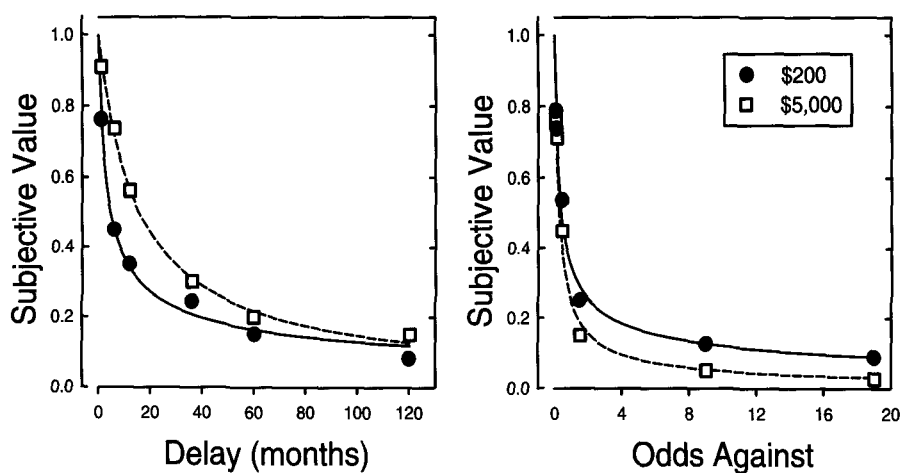 Subjective Value
1.0
0.8
0.6
0.4
0.2
0.0
0 20 40 60 80 100 120
Delay (months)
Subjective Value
1.0
0.8
0.6
0.4
0.2
0.0
0 4 8 12 16 20
Odds Against
$200
$5,000